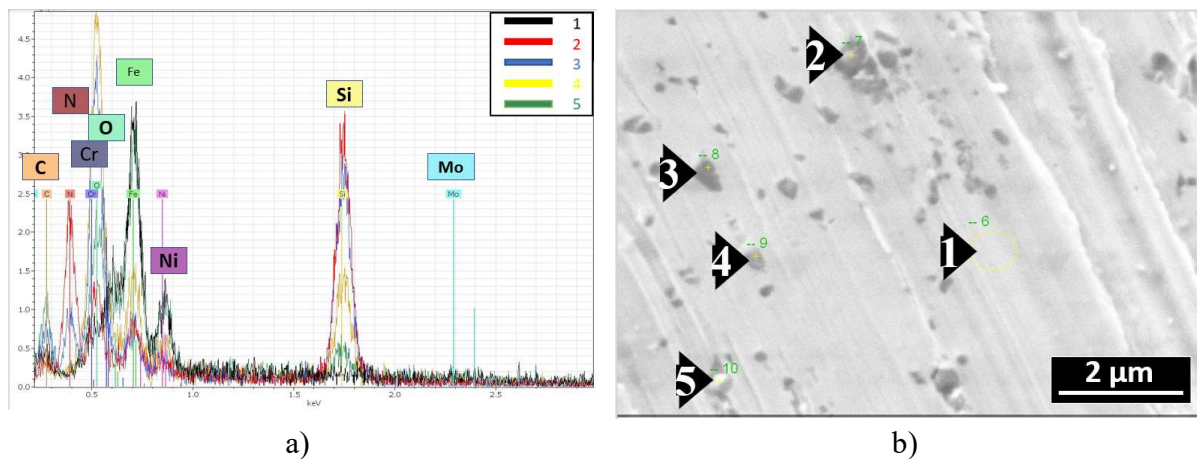 4.5
4.0
3.5
3.0
2.5
2.0
1.5
1.0
0.5
0.0
0.5 1.0 1.5 2.0 2.5
keV
C
N
Cr
O
Fe
Ni
Si
Mo
C N Cr O Fe Ni Si Mo
1
2
3
4
5
2 -- 7
3 -- 8
4 -- 9
1 -- 6
5 -- 10
2 µm
a) b)